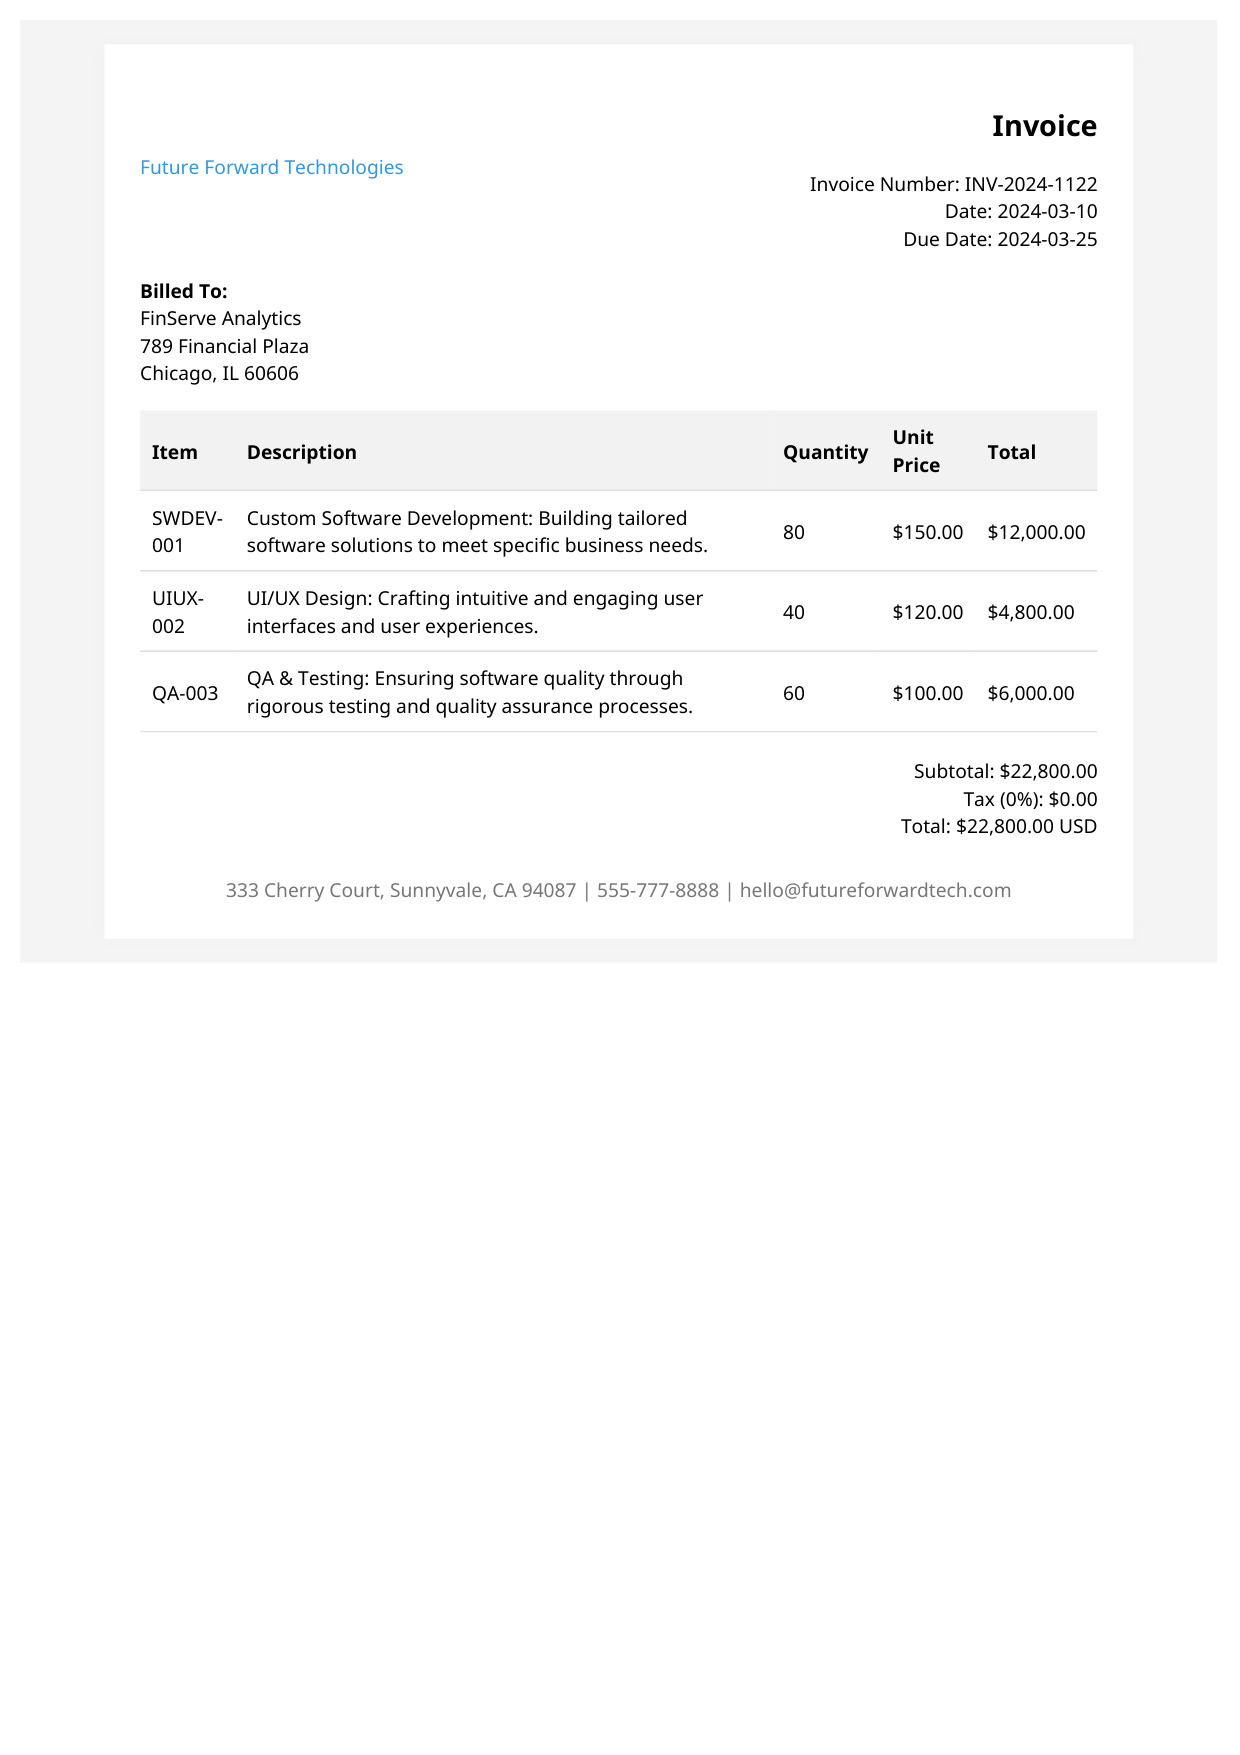 Invoice
Future Forward Technologies
Invoice Number: INV-2024-1122
Date: 2024-03-10
Due Date: 2024-03-25
Billed To:
FinServe Analytics
789 Financial Plaza
Chicago, IL 60606
Item Description Quantity Unit Price Total
SWDEV-001 Custom Software Development: Building tailored software solutions to meet specific business needs. 80 $150.00 $12,000.00
UIUX-002 UI/UX Design: Crafting intuitive and engaging user interfaces and user experiences. 40 $120.00 $4,800.00
QA-003 QA & Testing: Ensuring software quality through rigorous testing and quality assurance processes. 60 $100.00 $6,000.00
Subtotal: $22,800.00
Tax (0%): $0.00
Total: $22,800.00 USD
333 Cherry Court, Sunnyvale, CA 94087 | 555-777-8888 | hello@futureforwardtech.com